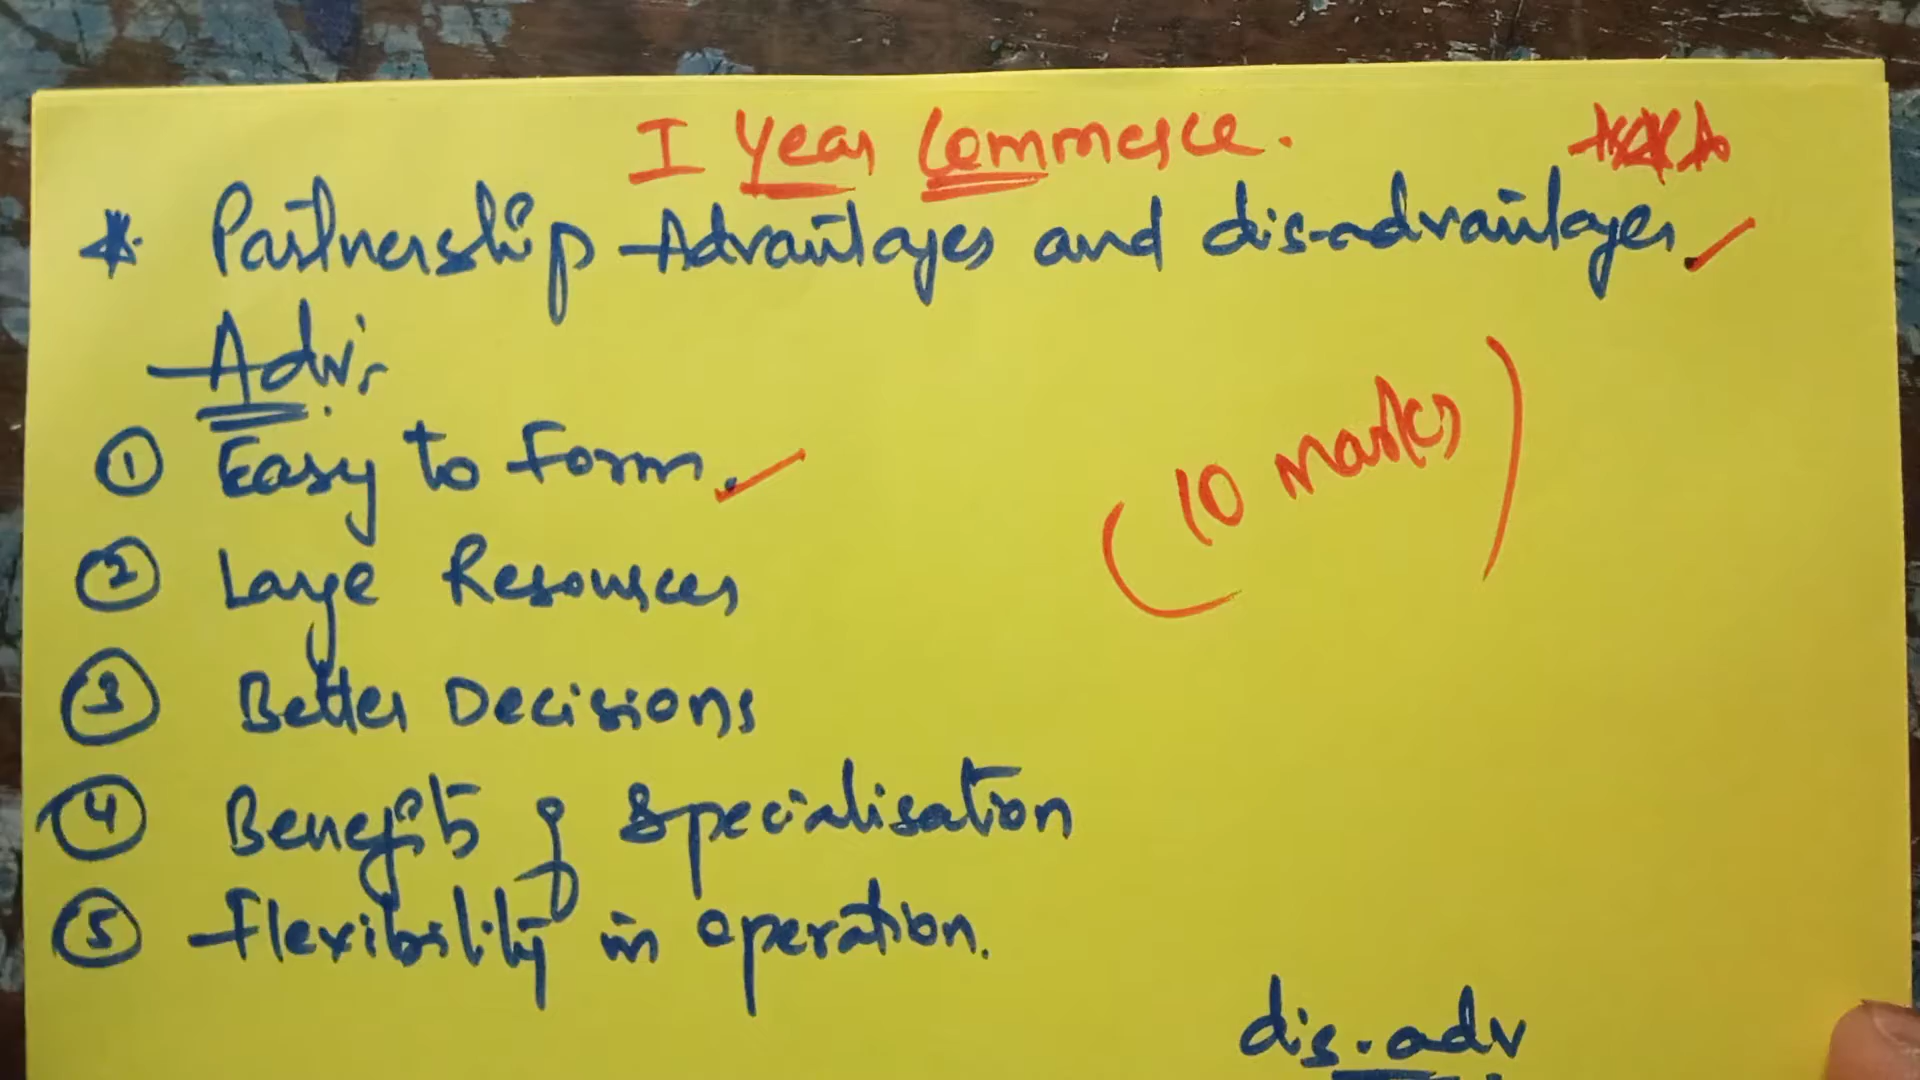 I Year Commerce.
* Partnership Advantages and dis-advantages
Adv's
① Easy to Form.
(10 marks)
② Large Resources
③ Better Decisions
④ Benefits of Specialisation
⑤ Flexibility in operation.
dis-adv